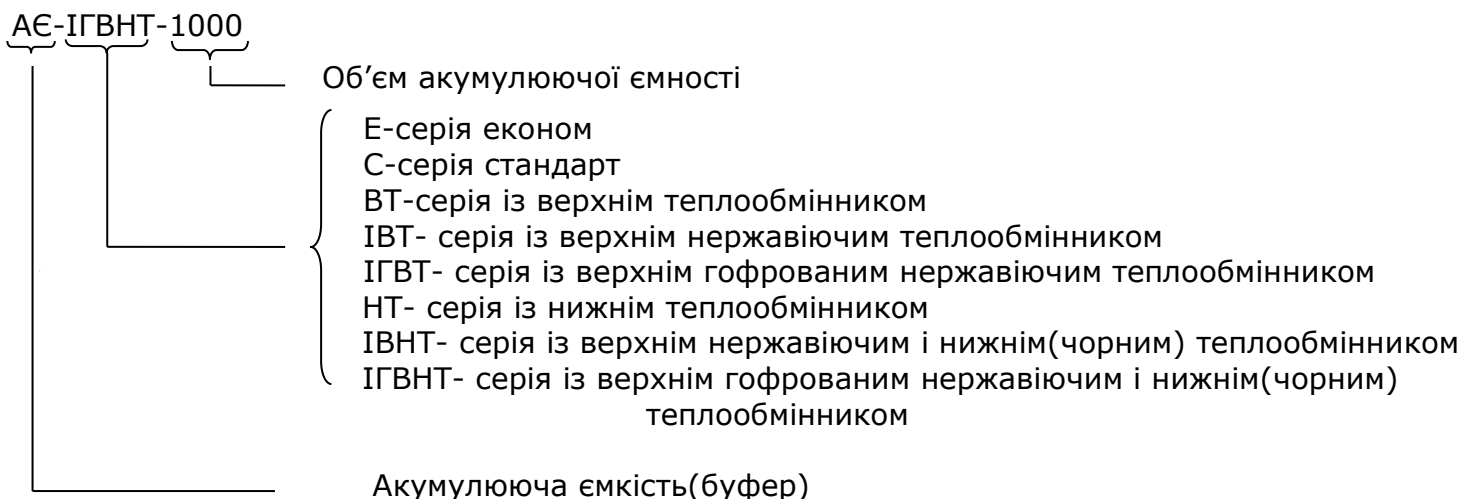 АЄ-ІГВНТ-1000
Об’єм акумулюючої ємності
Е-серія економ
С-серія стандарт
ВТ-серія із верхнім теплообмінником
ІВТ- серія із верхнім нержавіючим теплообмінником
ІГВТ- серія із верхнім гофрованим нержавіючим теплообмінником
НТ- серія із нижнім теплообмінником
ІВНТ- серія із верхнім нержавіючим і нижнім(чорним) теплообмінником
ІГВНТ- серія із верхнім гофрованим нержавіючим і нижнім(чорним)
теплообмінником
Акумулююча ємкість(буфер)